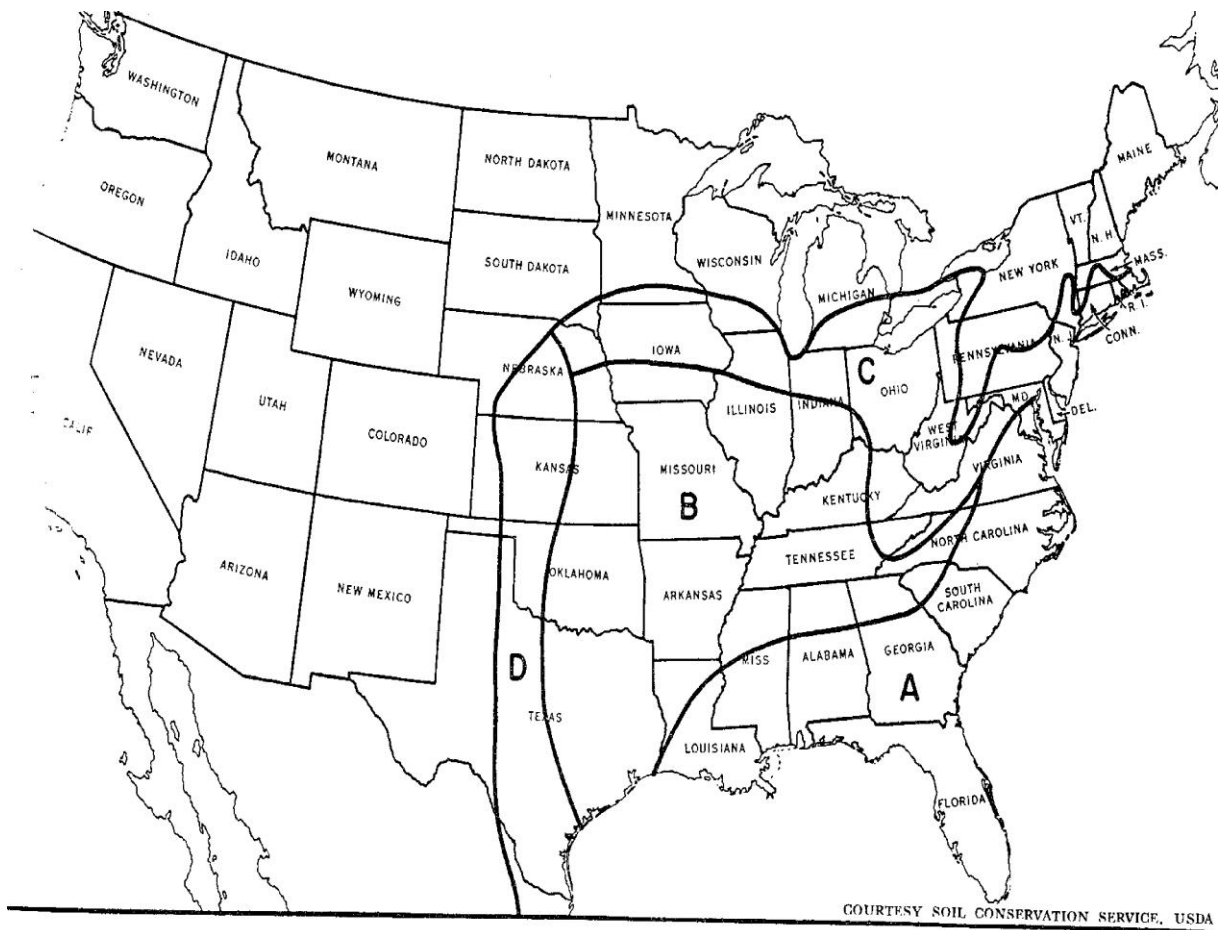 WASHINGTON
MONTANA
NORTH DAKOTA
MINNESOTA
MAINE
OREGON
IDAHO
WYOMING
SOUTH DAKOTA
WISCONSIN
MICHIGAN
NEW YORK
VT.
N. H.
MASS.
R. I.
CONN.
NEVADA
UTAH
COLORADO
NEBRASKA
IOWA
ILLINOIS
INDIANA
C
OHIO
PENNSYLVANIA
N. J.
MD.
DEL.
CALIF
KANSAS
MISSOURI
B
KENTUCKY
WEST
VIRGINIA
VIRGINIA
ARIZONA
NEW MEXICO
OKLAHOMA
ARKANSAS
TENNESSEE
NORTH CAROLINA
SOUTH
CAROLINA
D
TEXAS
MISS
ALABAMA
GEORGIA
A
LOUISIANA
FLORIDA
COURTESY SOIL CONSERVATION SERVICE, USDA